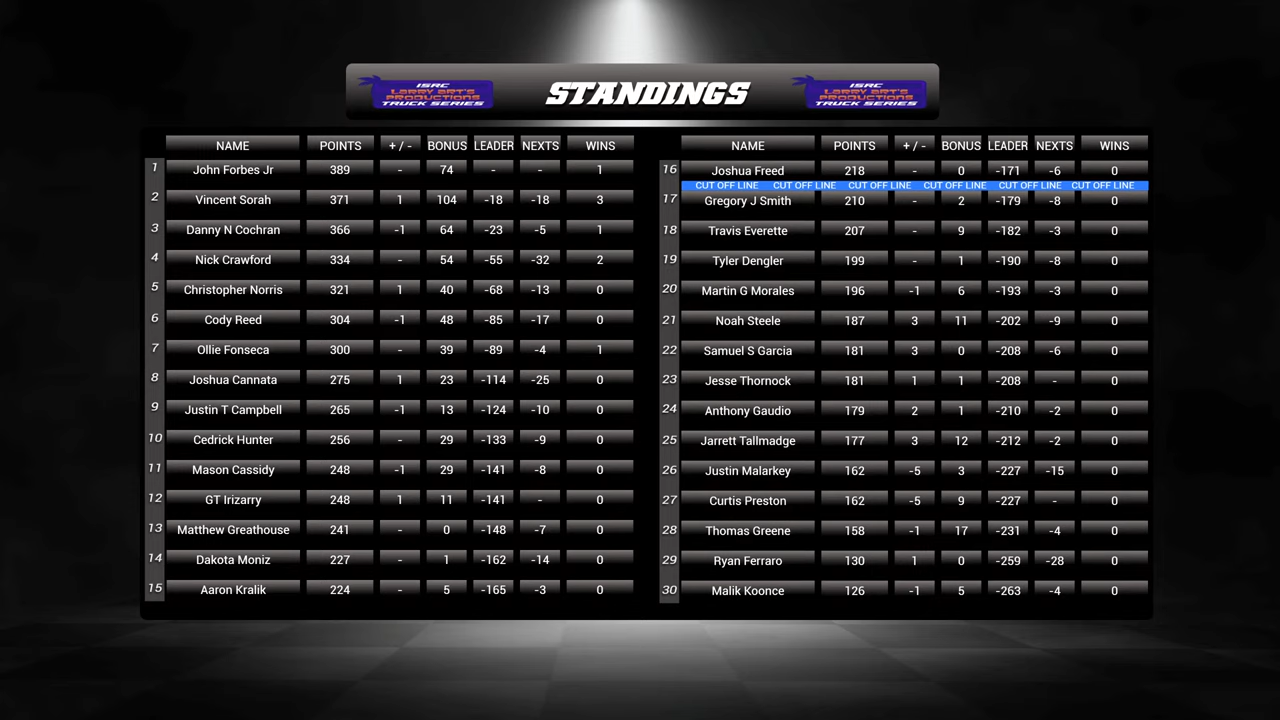 ISRC
LARRY ART'S
PRODUCTIONS
TRUCK SERIES
STANDINGS
ISRC
LARRY ART'S
PRODUCTIONS
TRUCK SERIES
NAME POINTS + / - BONUS LEADER NEXTS WINS
1 John Forbes Jr 389 - 74 - - 1
2 Vincent Sorah 371 1 104 -18 -18 3
3 Danny N Cochran 366 -1 64 -23 -5 1
4 Nick Crawford 334 - 54 -55 -32 2
5 Christopher Norris 321 1 40 -68 -13 0
6 Cody Reed 304 -1 48 -85 -17 0
7 Ollie Fonseca 300 - 39 -89 -4 1
8 Joshua Cannata 275 1 23 -114 -25 0
9 Justin T Campbell 265 -1 13 -124 -10 0
10 Cedrick Hunter 256 - 29 -133 -9 0
11 Mason Cassidy 248 -1 29 -141 -8 0
12 GT Irizarry 248 1 11 -141 - 0
13 Matthew Greathouse 241 - 0 -148 -7 0
14 Dakota Moniz 227 - 1 -162 -14 0
15 Aaron Kralik 224 - 5 -165 -3 0
NAME POINTS + / - BONUS LEADER NEXTS WINS
16 Joshua Freed 218 - 0 -171 -6 0
CUT OFF LINE CUT OFF LINE CUT OFF LINE CUT OFF LINE CUT OFF LINE CUT OFF LINE
17 Gregory J Smith 210 - 2 -179 -8 0
18 Travis Everette 207 - 9 -182 -3 0
19 Tyler Dengler 199 - 1 -190 -8 0
20 Martin G Morales 196 -1 6 -193 -3 0
21 Noah Steele 187 3 11 -202 -9 0
22 Samuel S Garcia 181 3 0 -208 -6 0
23 Jesse Thornock 181 1 1 -208 - 0
24 Anthony Gaudio 179 2 1 -210 -2 0
25 Jarrett Tallmadge 177 3 12 -212 -2 0
26 Justin Malarkey 162 -5 3 -227 -15 0
27 Curtis Preston 162 -5 9 -227 - 0
28 Thomas Greene 158 -1 17 -231 -4 0
29 Ryan Ferraro 130 1 0 -259 -28 0
30 Malik Koonce 126 -1 5 -263 -4 0